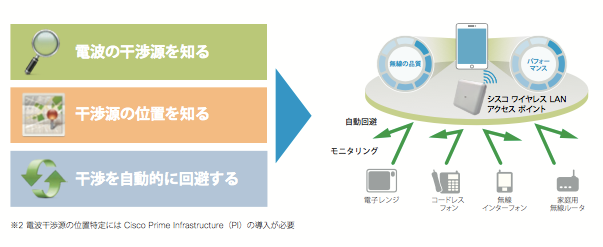 電波の干渉源を知る
干渉源の位置を知る
干渉を自動的に回避する
※2 電波干渉源の位置特定には Cisco Prime Infrastructure（PI）の導入が必要
無線の品質
パフォー
マンス
シスコ ワイヤレス LAN
アクセス ポイント
自動回避
モニタリング
電子レンジ
コードレス
フォン
無線
インターフォン
家庭用
無線ルータ